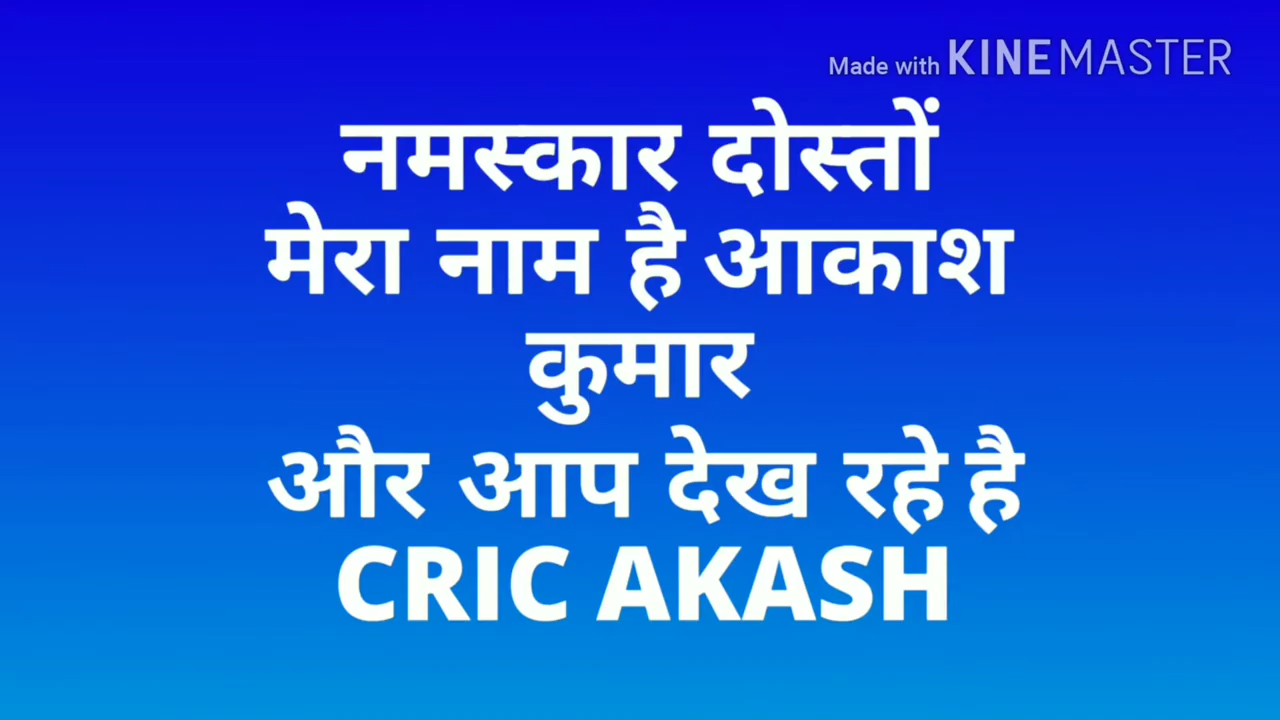 Made with KINEMASTER
नमस्कार दोस्तों
मेरा नाम है आकाश
कुमार
और आप देख रहे है
CRIC AKASH